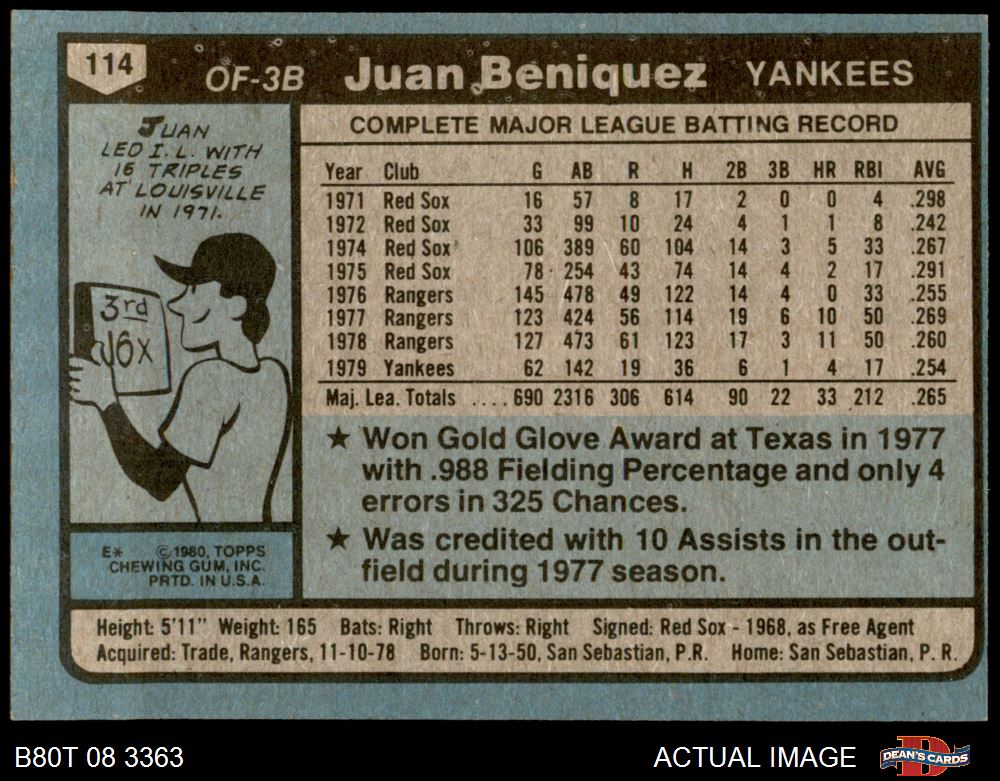 114 OF-3B Juan Beniquez YANKEES
JUAN
LED I.L. WITH
16 TRIPLES
AT LOUISVILLE
IN 1971.
3rd
16x
E* © 1980, TOPPS
CHEWING GUM, INC.
PRTD. IN U.S.A.
COMPLETE MAJOR LEAGUE BATTING RECORD
Year Club G AB R H 2B 3B HR RBI AVG
1971 Red Sox 16 57 8 17 2 0 0 4 .298
1972 Red Sox 33 99 10 24 4 1 1 8 .242
1974 Red Sox 106 389 60 104 14 3 5 33 .267
1975 Red Sox 78 254 43 74 14 4 2 17 .291
1976 Rangers 145 478 49 122 14 4 0 33 .255
1977 Rangers 123 424 56 114 19 6 10 50 .269
1978 Rangers 127 473 61 123 17 3 11 50 .260
1979 Yankees 62 142 19 36 6 1 4 17 .254
Maj. Lea. Totals ....690 2316 306 614 90 22 33 212 .265
★ Won Gold Glove Award at Texas in 1977
with .988 Fielding Percentage and only 4
errors in 325 Chances.
★ Was credited with 10 Assists in the out-
field during 1977 season.
Height: 5'11" Weight: 165 Bats: Right Throws: Right Signed: Red Sox - 1968, as Free Agent
Acquired: Trade, Rangers, 11-10-78 Born: 5-13-50, San Sebastian, P.R. Home: San Sebastian, P. R.
B80T 08 3363 ACTUAL IMAGE DEAN'S CARDS